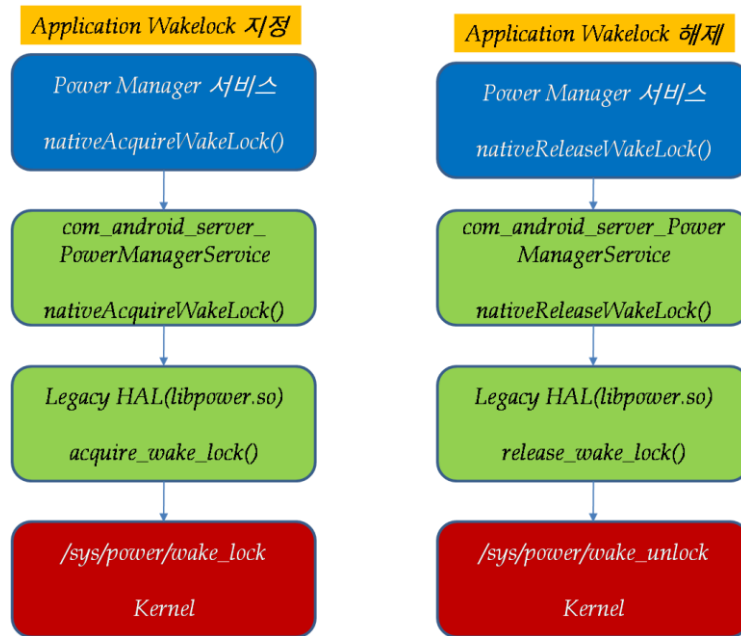 Application Wakelock 지정
Power Manager 서비스
nativeAcquireWakeLock()
com_android_server_
PowerManagerService
nativeAcquireWakeLock()
Legacy HAL(libpower.so)
acquire_wake_lock()
/sys/power/wake_lock
Kernel
Application Wakelock 해제
Power Manager 서비스
nativeReleaseWakeLock()
com_android_server_Power
ManagerService
nativeReleaseWakeLock()
Legacy HAL(libpower.so)
release_wake_lock()
/sys/power/wake_unlock
Kernel